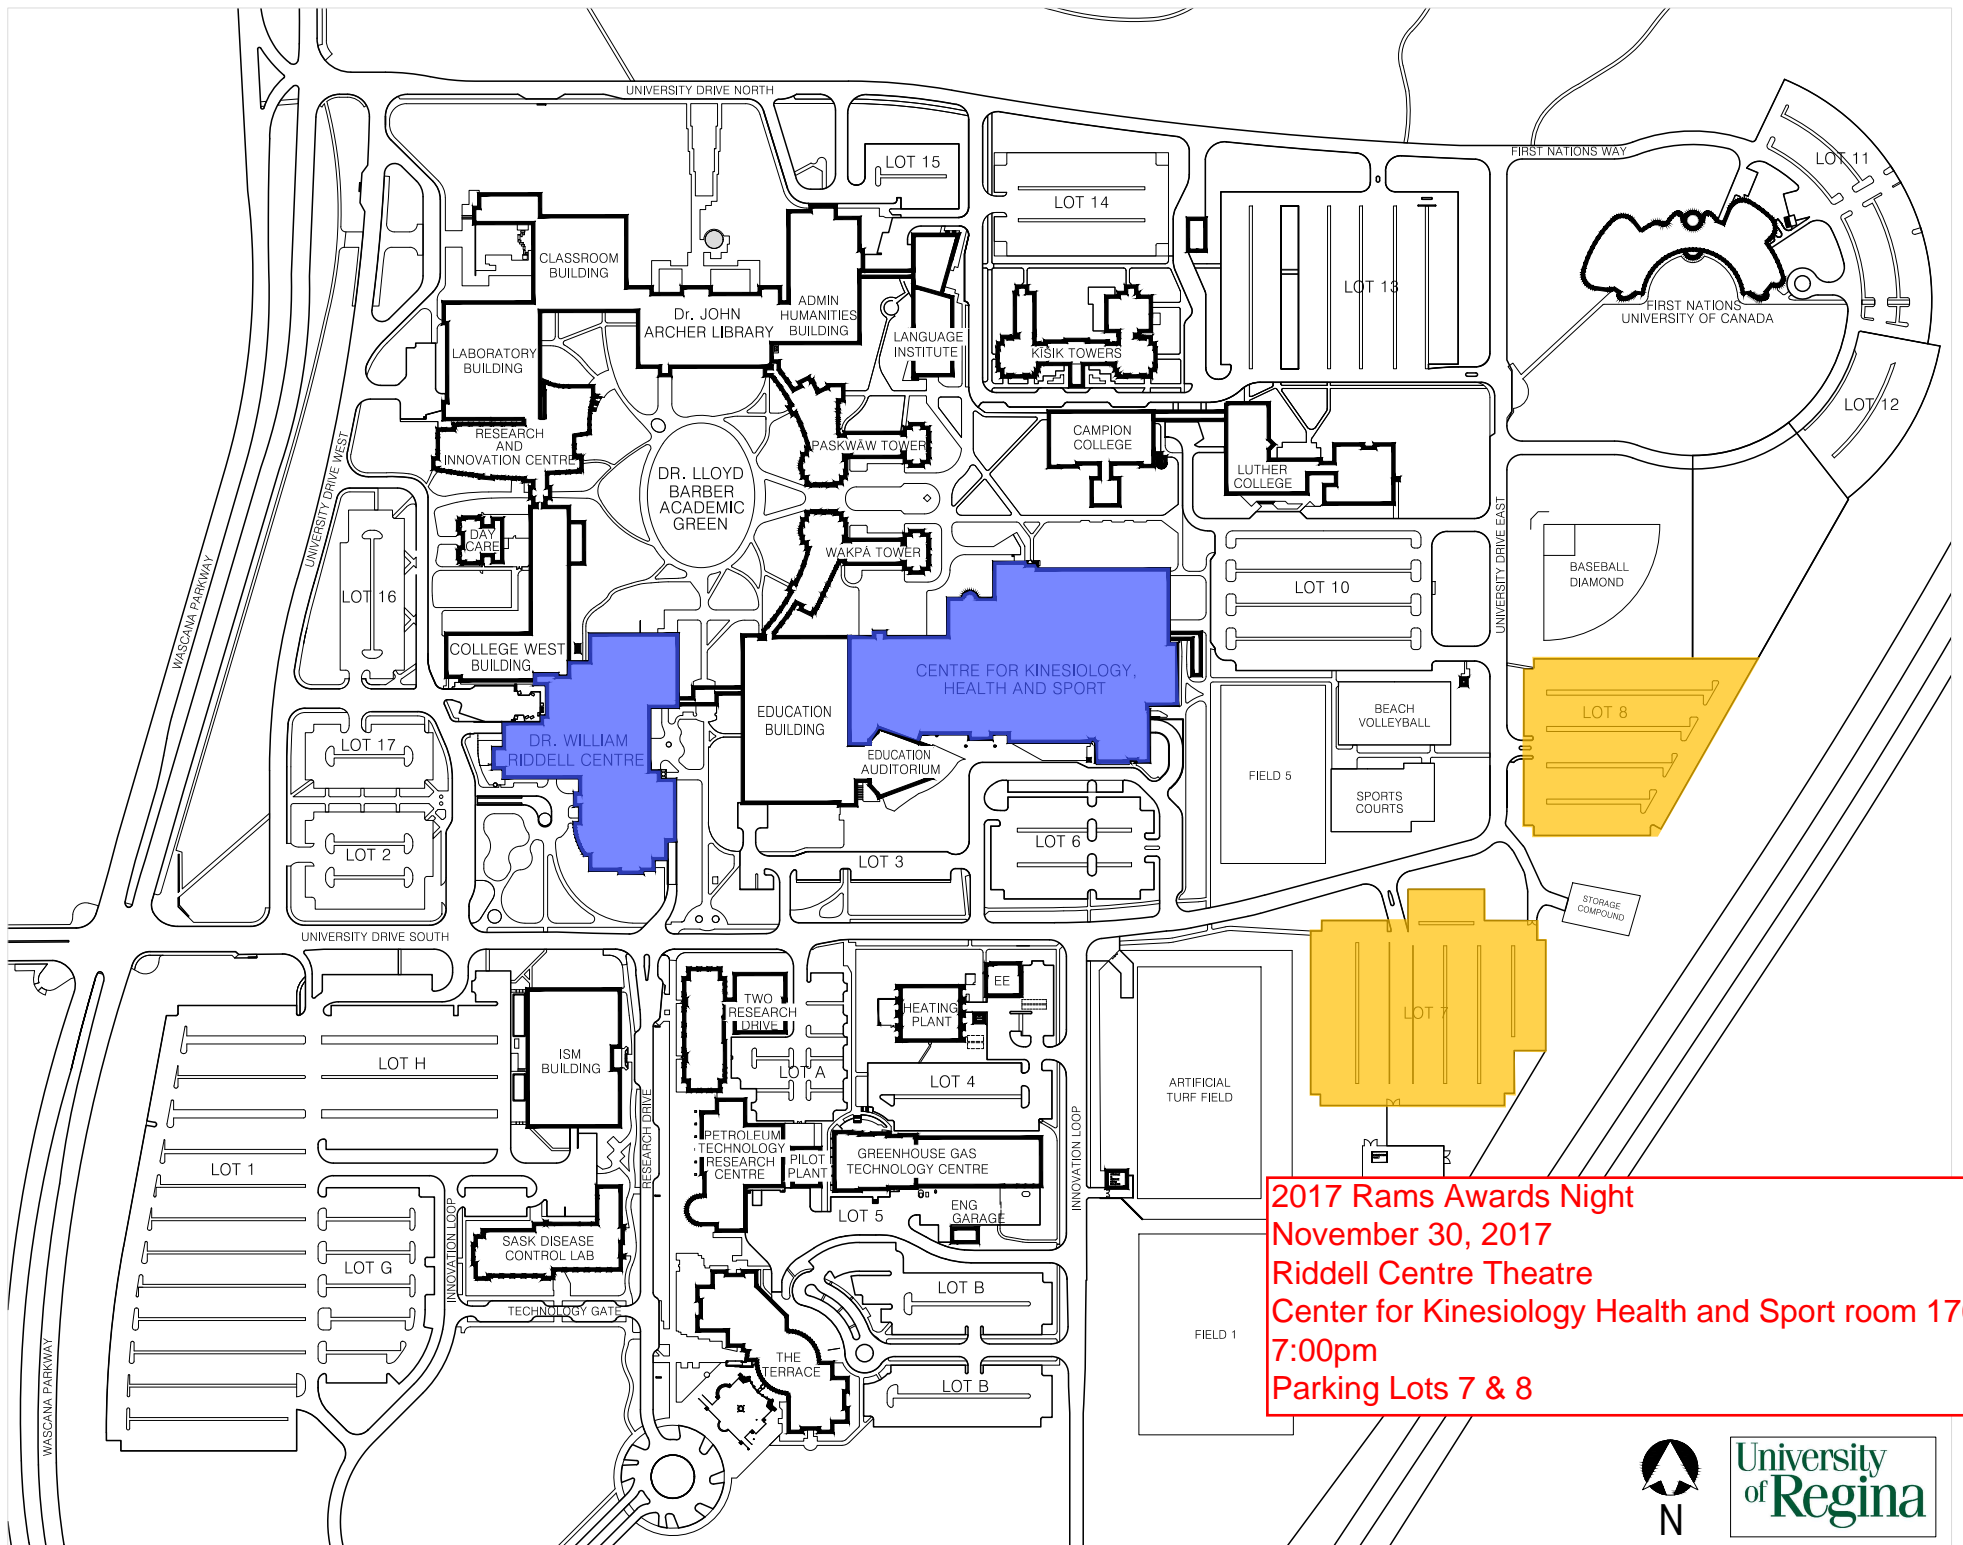 UNIVERSITY DRIVE NORTH
FIRST NATIONS WAY
LOT 11
LOT 15
LOT 14
CLASSROOM
BUILDING
LOT 13
ADMIN
HUMANITIES
BUILDING
Dr. JOHN
ARCHER LIBRARY
FIRST NATIONS
UNIVERSITY OF CANADA
LANGUAGE
INSTITUTE
KĪSIK TOWERS
LABORATORY
BUILDING
LOT 12
RESEARCH
AND
INNOVATION CENTRE
PASKWĀW TOWER
CAMPION
COLLEGE
LUTHER
COLLEGE
DR. LLOYD
BARBER
ACADEMIC
GREEN
UNIVERSITY DRIVE WEST
UNIVERSITY DRIVE EAST
DAY
CARE
WAKPĀ TOWER
BASEBALL
DIAMOND
LOT 16
LOT 10
WASCANA PARKWAY
COLLEGE WEST
BUILDING
CENTRE FOR KINESIOLOGY,
HEALTH AND SPORT
EDUCATION
BUILDING
BEACH
VOLLEYBALL
LOT 8
LOT 17
DR. WILLIAM
RIDDELL CENTRE
EDUCATION
AUDITORIUM
FIELD 5
SPORTS
COURTS
LOT 2
LOT 3
LOT 6
STORAGE
COMPOUND
UNIVERSITY DRIVE SOUTH
TWO
RESEARCH
DRIVE
HEATING
PLANT
EE
LOT 7
ISM
BUILDING
LOT H
LOT A
LOT 4
ARTIFICIAL
TURF FIELD
RESEARCH DRIVE
INNOVATION LOOP
PETROLEUM
TECHNOLOGY
RESEARCH
CENTRE
PILOT
PLANT
GREENHOUSE GAS
TECHNOLOGY CENTRE
LOT 1
LOT 5
ENG
GARAGE
INNOVATION LOOP
SASK DISEASE
CONTROL LAB
LOT G
LOT B
TECHNOLOGY GATE
FIELD 1
THE
TERRACE
LOT B
WASCANA PARKWAY
2017 Rams Awards Night
November 30, 2017
Riddell Centre Theatre
Center for Kinesiology Health and Sport room
7:00pm
Parking Lots 7 & 8
N
University
of Regina